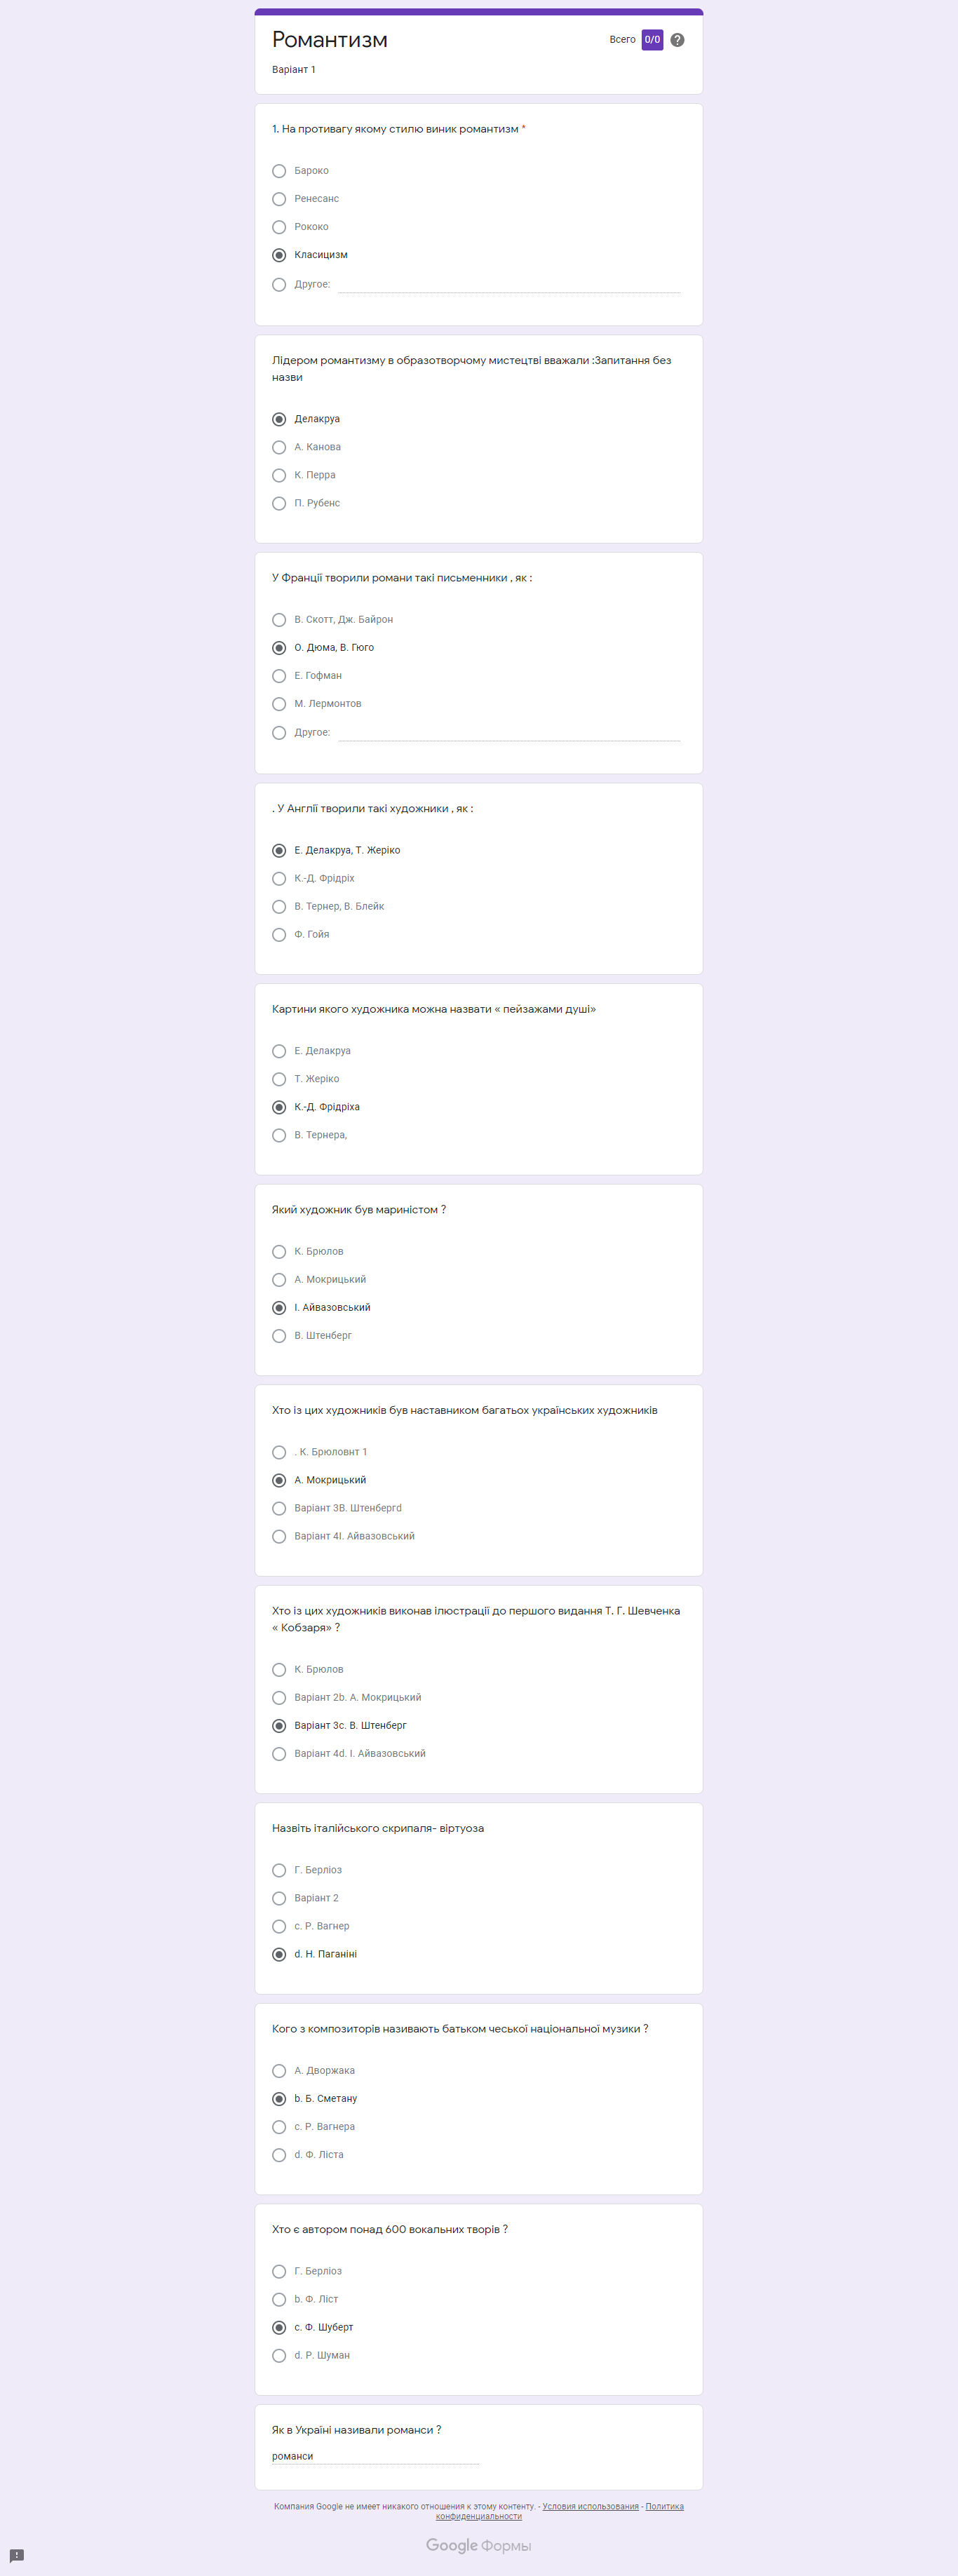 Романтизм
Всего 0/0
Варіант 1
1. На противагу якому стилю виник романтизм *
Бароко
Ренесанс
Рококо
Класицизм
Другое:
Лідером романтизму в образотворчому мистецтві вважали :Запитання без
назви
Делакруа
А. Канова
К. Перра
П. Рубенс
У Франції творили романи такі письменники , як :
В. Скотт, Дж. Байрон
О. Дюма, В. Гюго
Е. Гофман
М. Лермонтов
Другое:
. У Англії творили такі художники , як :
Е. Делакруа, Т. Жеріко
К.-Д. Фрідріх
В. Тернер, В. Блейк
Ф. Гойя
Картини якого художника можна назвати « пейзажами душі»
Е. Делакруа
Т. Жеріко
К.-Д. Фрідріха
В. Тернера,
Який художник був мариністом ?
К. Брюлов
А. Мокрицький
І. Айвазовський
В. Штенберг
Хто із цих художників був наставником багатьох українських художників
. К. Брюловнт 1
А. Мокрицький
Варіант 3В. Штенбергd
Варіант 4І. Айвазовський
Хто із цих художників виконав ілюстрації до першого видання Т. Г. Шевченка
« Кобзаря» ?
К. Брюлов
Варіант 2b. А. Мокрицький
Варіант 3с. В. Штенберг
Варіант 4d. І. Айвазовський
Назвіть італійського скрипаля- віртуоза
Г. Берліоз
Варіант 2
c. Р. Вагнер
d. Н. Паганіні
Кого з композиторів називають батьком чеської національної музики ?
А. Дворжака
b. Б. Сметану
c. Р. Вагнера
d. Ф. Ліста
Хто є автором понад 600 вокальних творів ?
Г. Берліоз
b. Ф. Ліст
c. Ф. Шуберт
d. Р. Шуман
Як в Україні називали романси ?
романси
Компания Google не имеет никакого отношения к этому контенту. - Условия использования - Политика
конфиденциальности
Google Формы